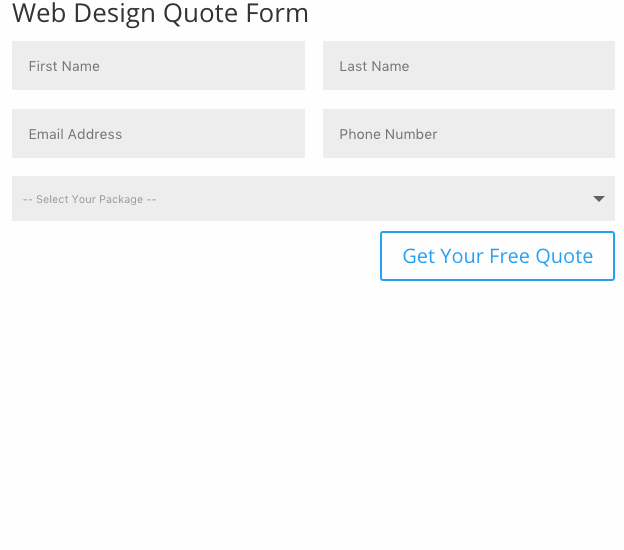 Web Design Quote Form
First Name
Last Name
Email Address
Phone Number
-- Select Your Package --
Get Your Free Quote